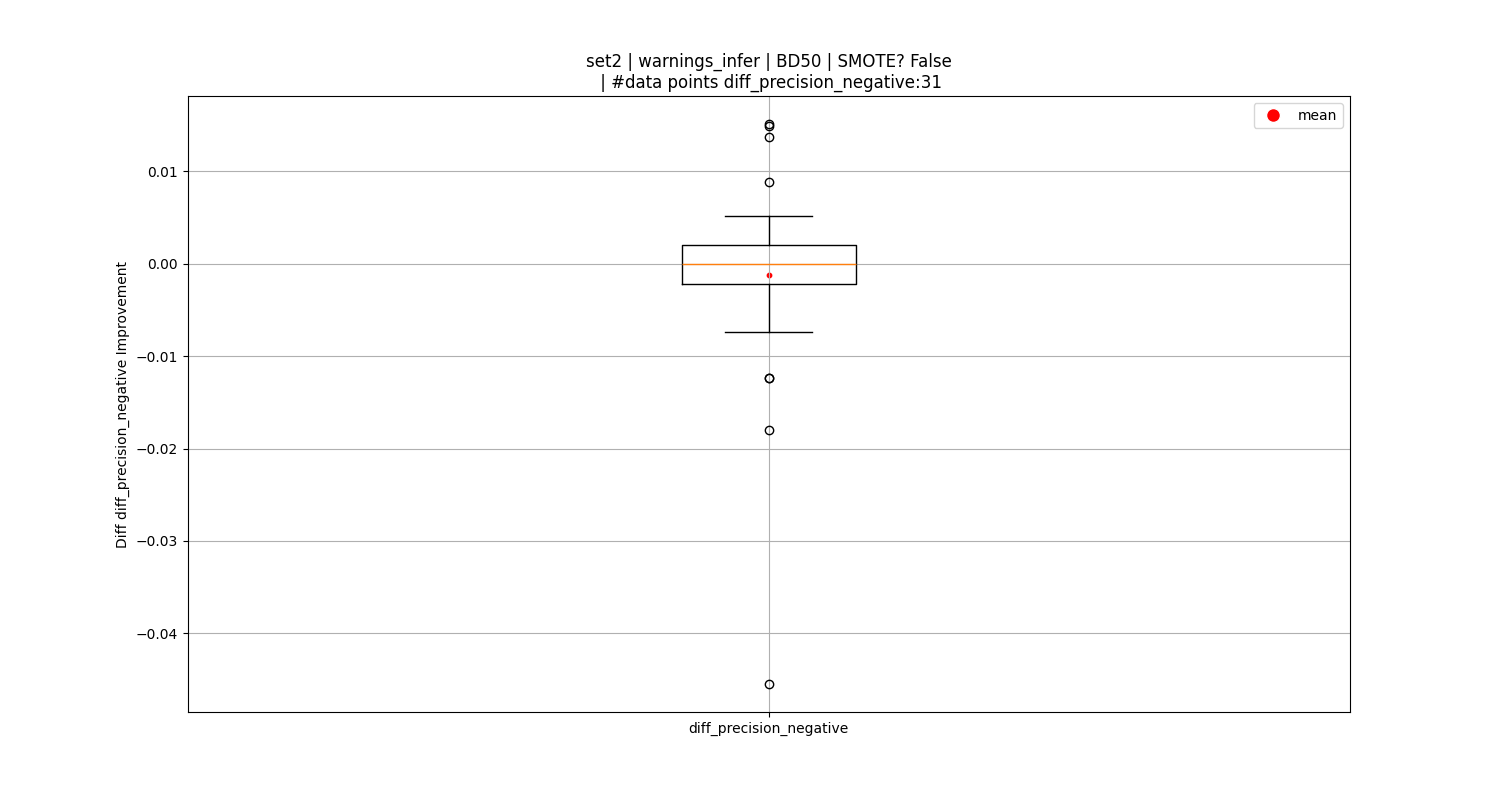 set2 | warnings_infer | BD50 | SMOTE? False
| #data points diff_precision_negative:31
mean
0.01
0.00
−0.01
−0.02
−0.03
−0.04
Diff diff_precision_negative Improvement
diff_precision_negative